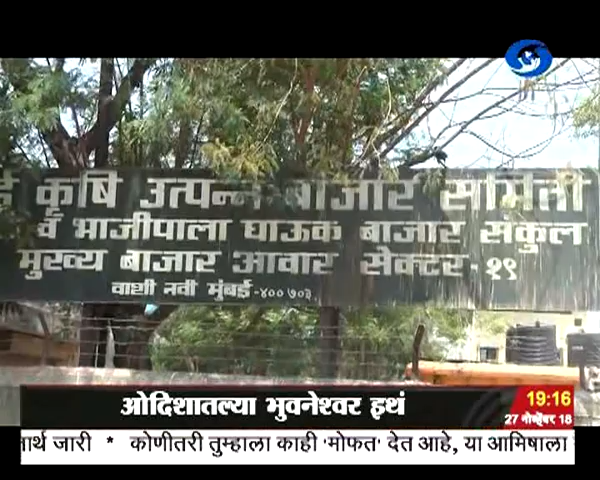 ई कृषि उत्पन्न बाजार समिती
व भाजीपाला घाऊक बाजार संकुल
मुख्य बाजार आवार सेक्टर-१९
वाशी नवी मुंबई-४०० ७०३
ओदिशातल्या भुवनेश्वर इथं
19:16
27 नोव्हेंबर 18
नार्थ जारी * कोणीतरी तुम्हाला काही 'मोफत' देत आहे, या आमिषाला